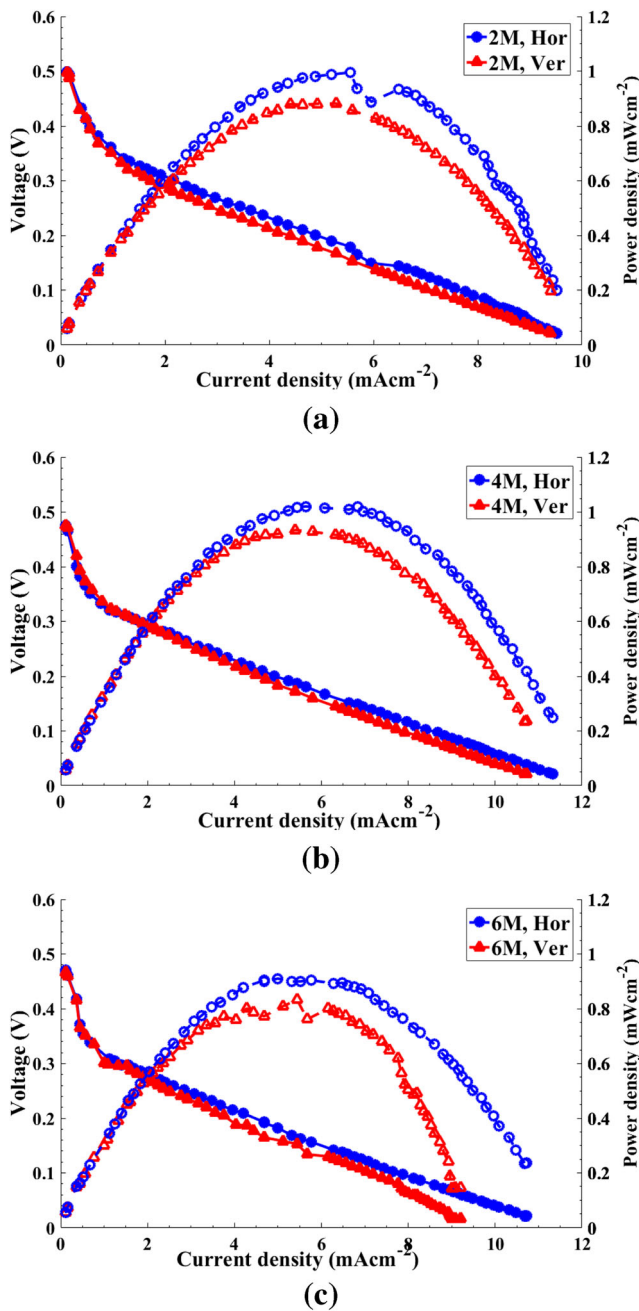 2M, Hor
2M, Ver
Voltage (V)
Power density (mWcm-2)
0.6
0.5
0.4
0.3
0.2
0.1
0
1.2
1
0.8
0.6
0.4
0.2
0
0 2 4 6 8 10
Current density (mAcm-2)
(a)
4M, Hor
4M, Ver
Voltage (V)
Power density (mWcm-2)
0.6
0.5
0.4
0.3
0.2
0.1
0
1.2
1
0.8
0.6
0.4
0.2
0
0 2 4 6 8 10 12
Current density (mAcm-2)
(b)
6M, Hor
6M, Ver
Voltage (V)
Power density (mWcm-2)
0.6
0.5
0.4
0.3
0.2
0.1
0
1.2
1
0.8
0.6
0.4
0.2
0
0 2 4 6 8 10 12
Current density (mAcm-2)
(c)